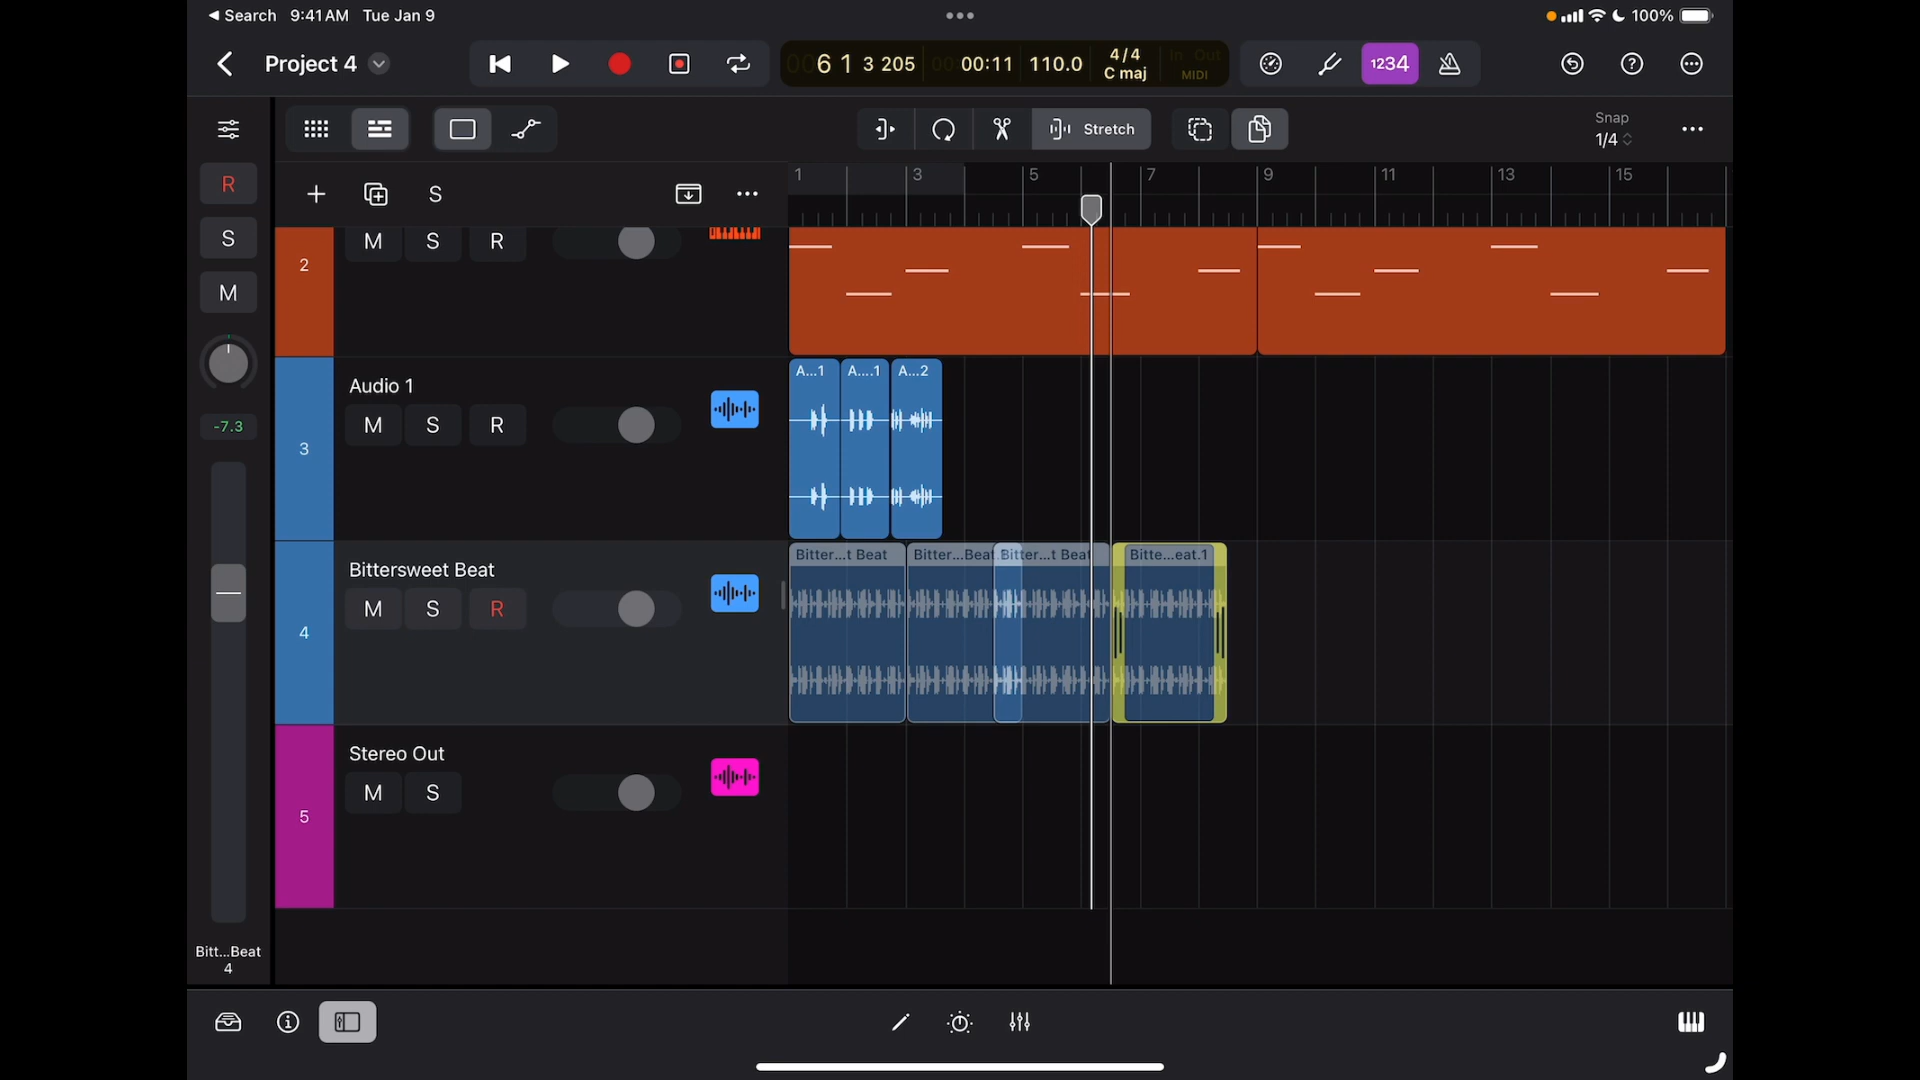 ◀ Search 9:41 AM Tue Jan 9
100%
Project 4
6 1 3 205
00:11
110.0
4/4
C maj
In Out
MIDI
1234
Stretch
Snap
1/4
R
S
M
-7.3
Bitt...Beat
4
S
1
3
5
7
9
11
13
15
2
M S R
3
Audio 1
M S R
A...1
A....1
A...2
4
Bittersweet Beat
M S R
Bitter...t Beat
Bitter...Beat
Bitter...t Beat
Bitte...eat.1
5
Stereo Out
M S